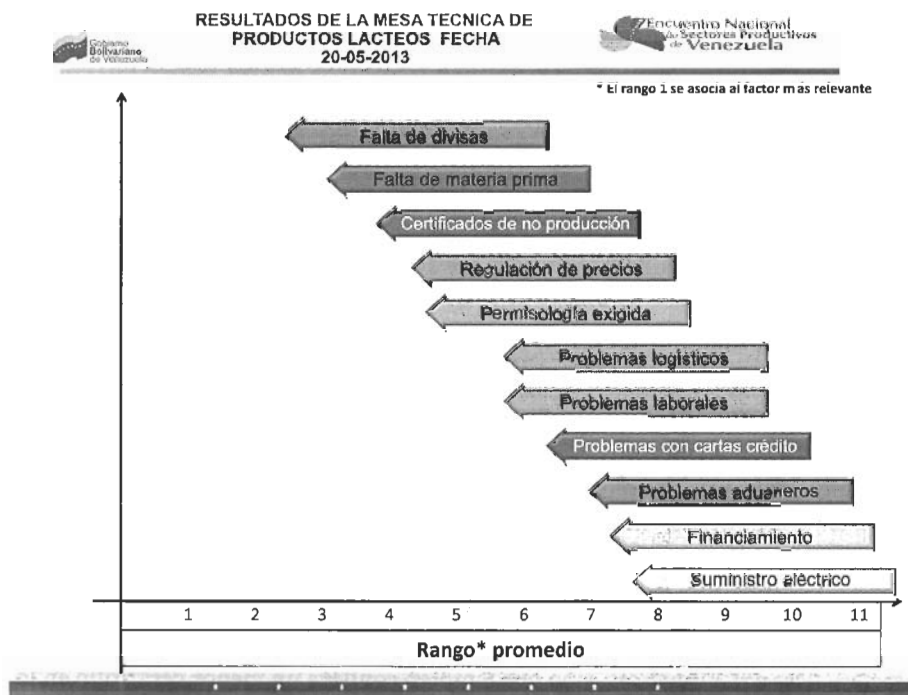 RESULTADOS DE LA MESA TECNICA DE
PRODUCTOS LACTEOS FECHA
20-05-2013
Gobierno
Bolivariano
de Venezuela
Encuentro Nacional
de Sectores Productivos
de Venezuela
* El rango 1 se asocia al factor más relevante
Falta de divisas
Falta de materia prima
Certificados de no producción
Regulación de precios
Permisología exigida
Problemas logísticos
Problemas laborales
Problemas con cartas crédito
Problemas aduaneros
Financiamiento
Suministro eléctrico
1 2 3 4 5 6 7 8 9 10 11
Rango* promedio